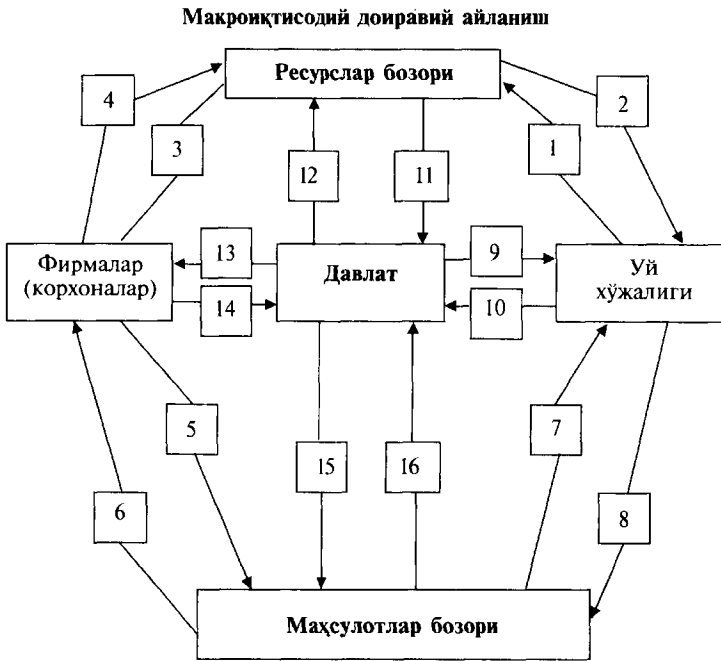 Макроиқтисодий доиравий айланиш
Ресурслар бозори
4
2
3
1
12
11
13
9
Фирмалар
(корхоналар)
Давлат
Уй
хўжалиги
14
10
5
7
15
16
6
8
Маҳсулотлар бозори